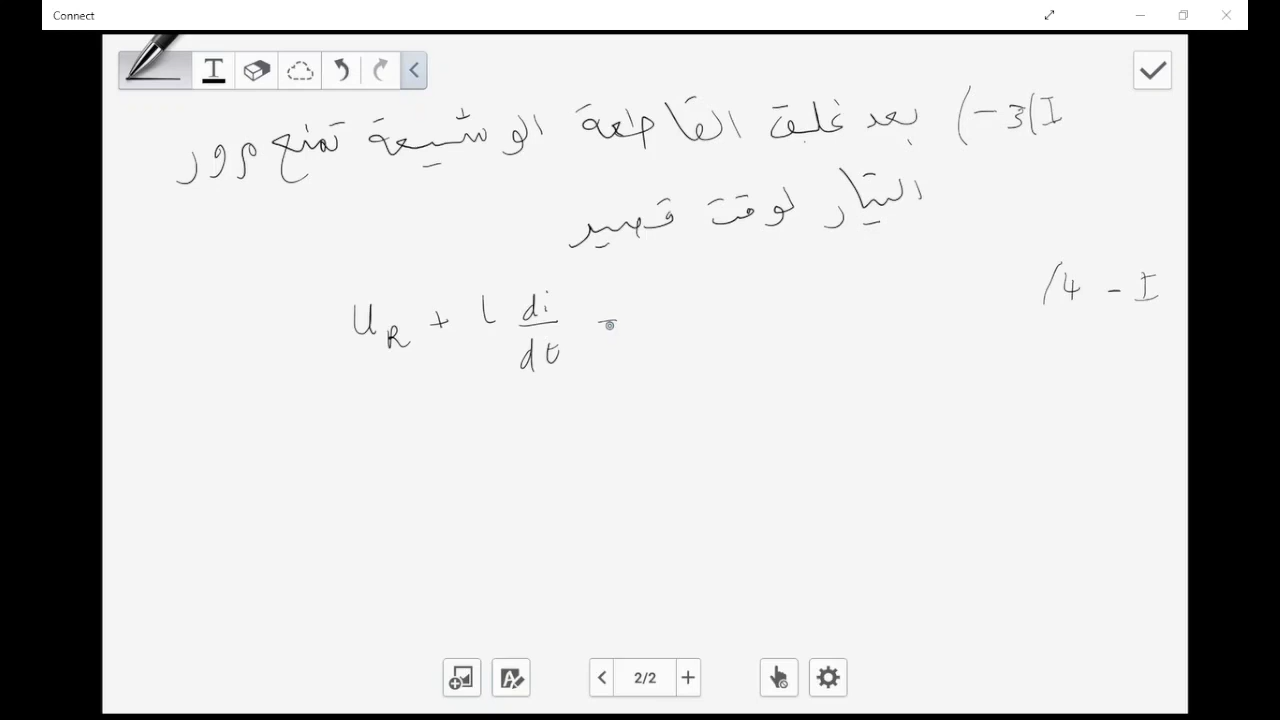 Connect
I)3-) بعد غلق القاطعة الوشيعة تمنع مرور
التيار لوقت قصير
I - 4/
U_R + L di/dt =
2/2